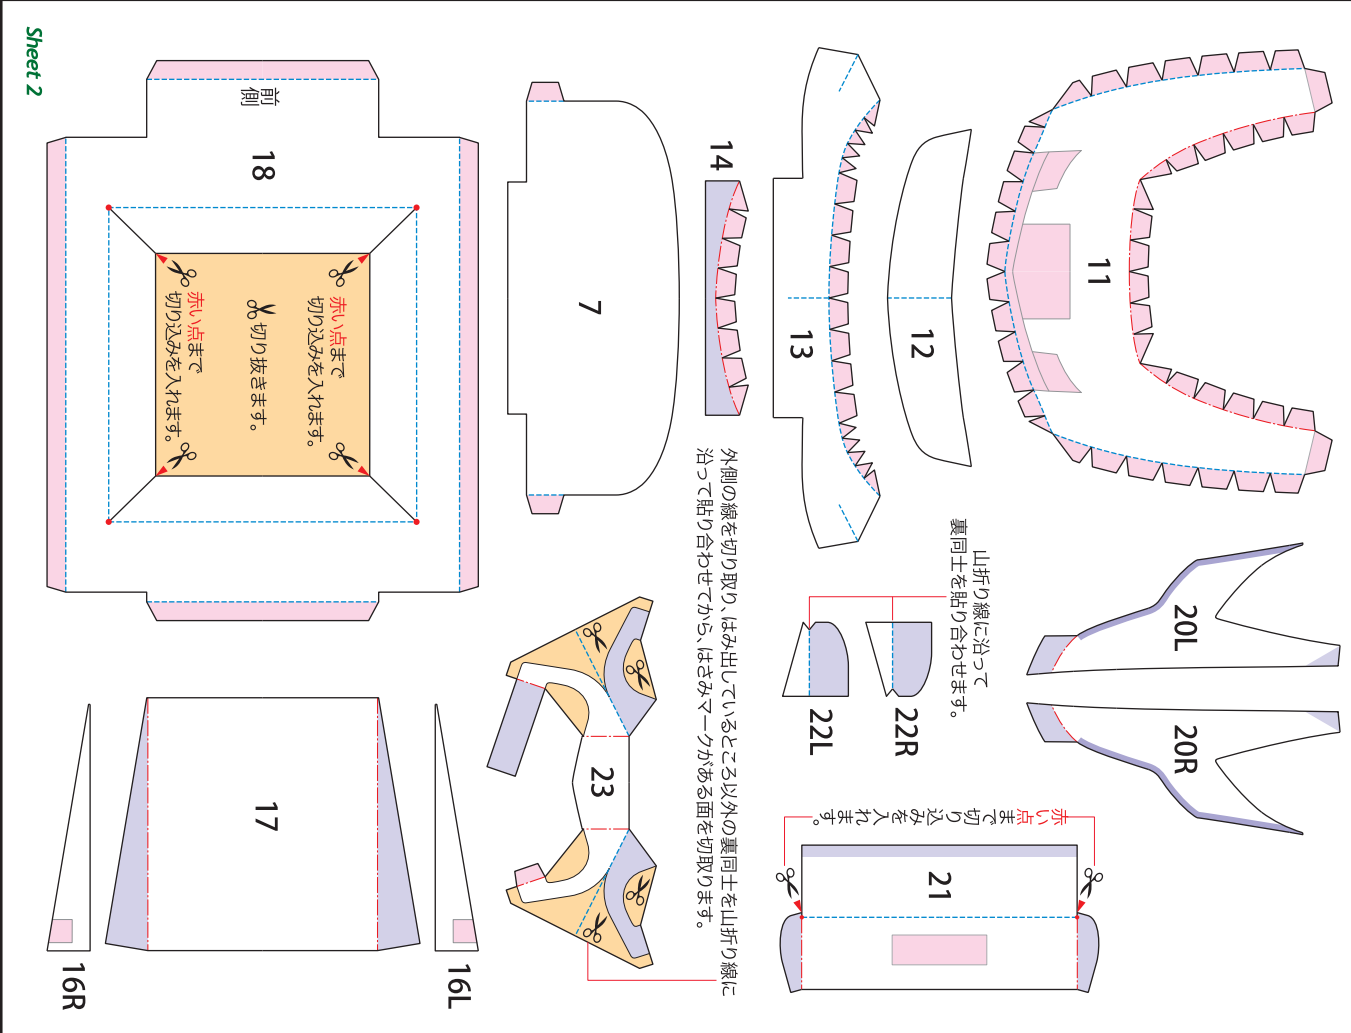 Sheet 2
前側
18
赤い点まで
切り込みを入れます。
切り抜きます。
赤い点まで
切り込みを入れます。
7
14
13
12
11
外側の線を切り取り、はみ出しているところ以外の裏同士を山折り線に
沿って貼り合わせてから、はさみマークがある面を切取ります。
山折り線に沿って
裏同士を貼り合わせます。
22L
22R
20L
20R
23
赤い点まで切り込みを入れます。
21
17
16R
16L